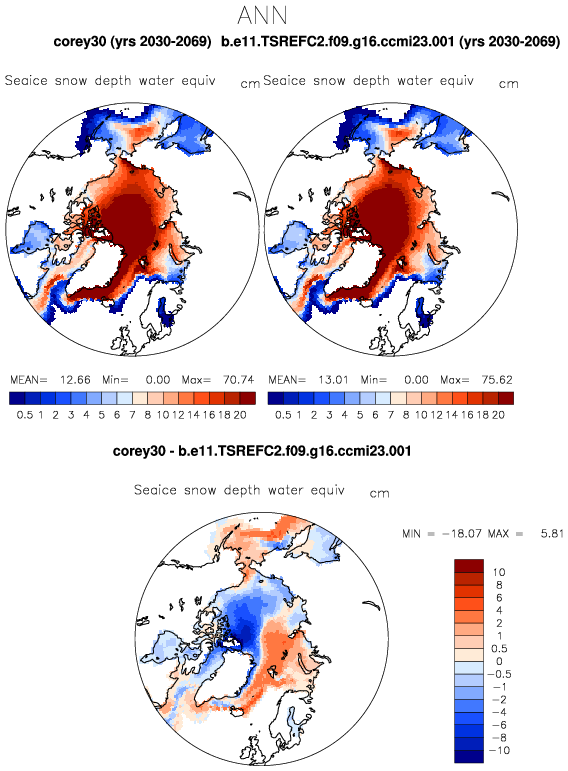 ANN
corey30 (yrs 2030-2069) b.e11.TSREFC2.f09.g16.ccmi23.001 (yrs 2030-2069)
Seaice snow depth water equiv cm Seaice snow depth water equiv cm
MEAN= 12.66 Min= 0.00 Max= 70.74 MEAN= 13.01 Min= 0.00 Max= 75.62
0.5 1 2 3 4 5 6 7 8 10 12 14 16 18 20 0.5 1 2 3 4 5 6 7 8 10 12 14 16 18 20
corey30 - b.e11.TSREFC2.f09.g16.ccmi23.001
Seaice snow depth water equiv cm
MIN = -18.07 MAX = 5.81
10
8
6
4
2
1
0.5
0
-0.5
-1
-2
-4
-6
-8
-10